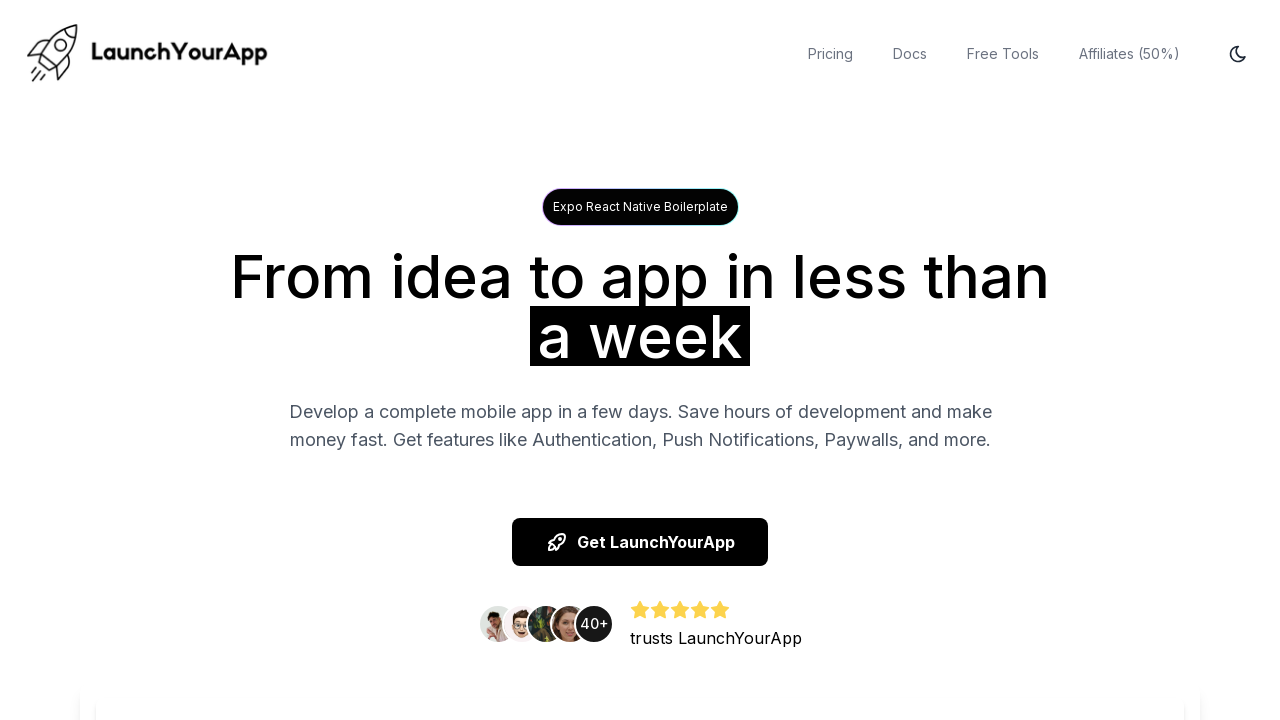 LaunchYourApp
Pricing
Docs
Free Tools
Affiliates (50%)
Expo React Native Boilerplate
From idea to app in less than
a week
Develop a complete mobile app in a few days. Save hours of development and make
money fast. Get features like Authentication, Push Notifications, Paywalls, and more.
Get LaunchYourApp
40+
trusts LaunchYourApp